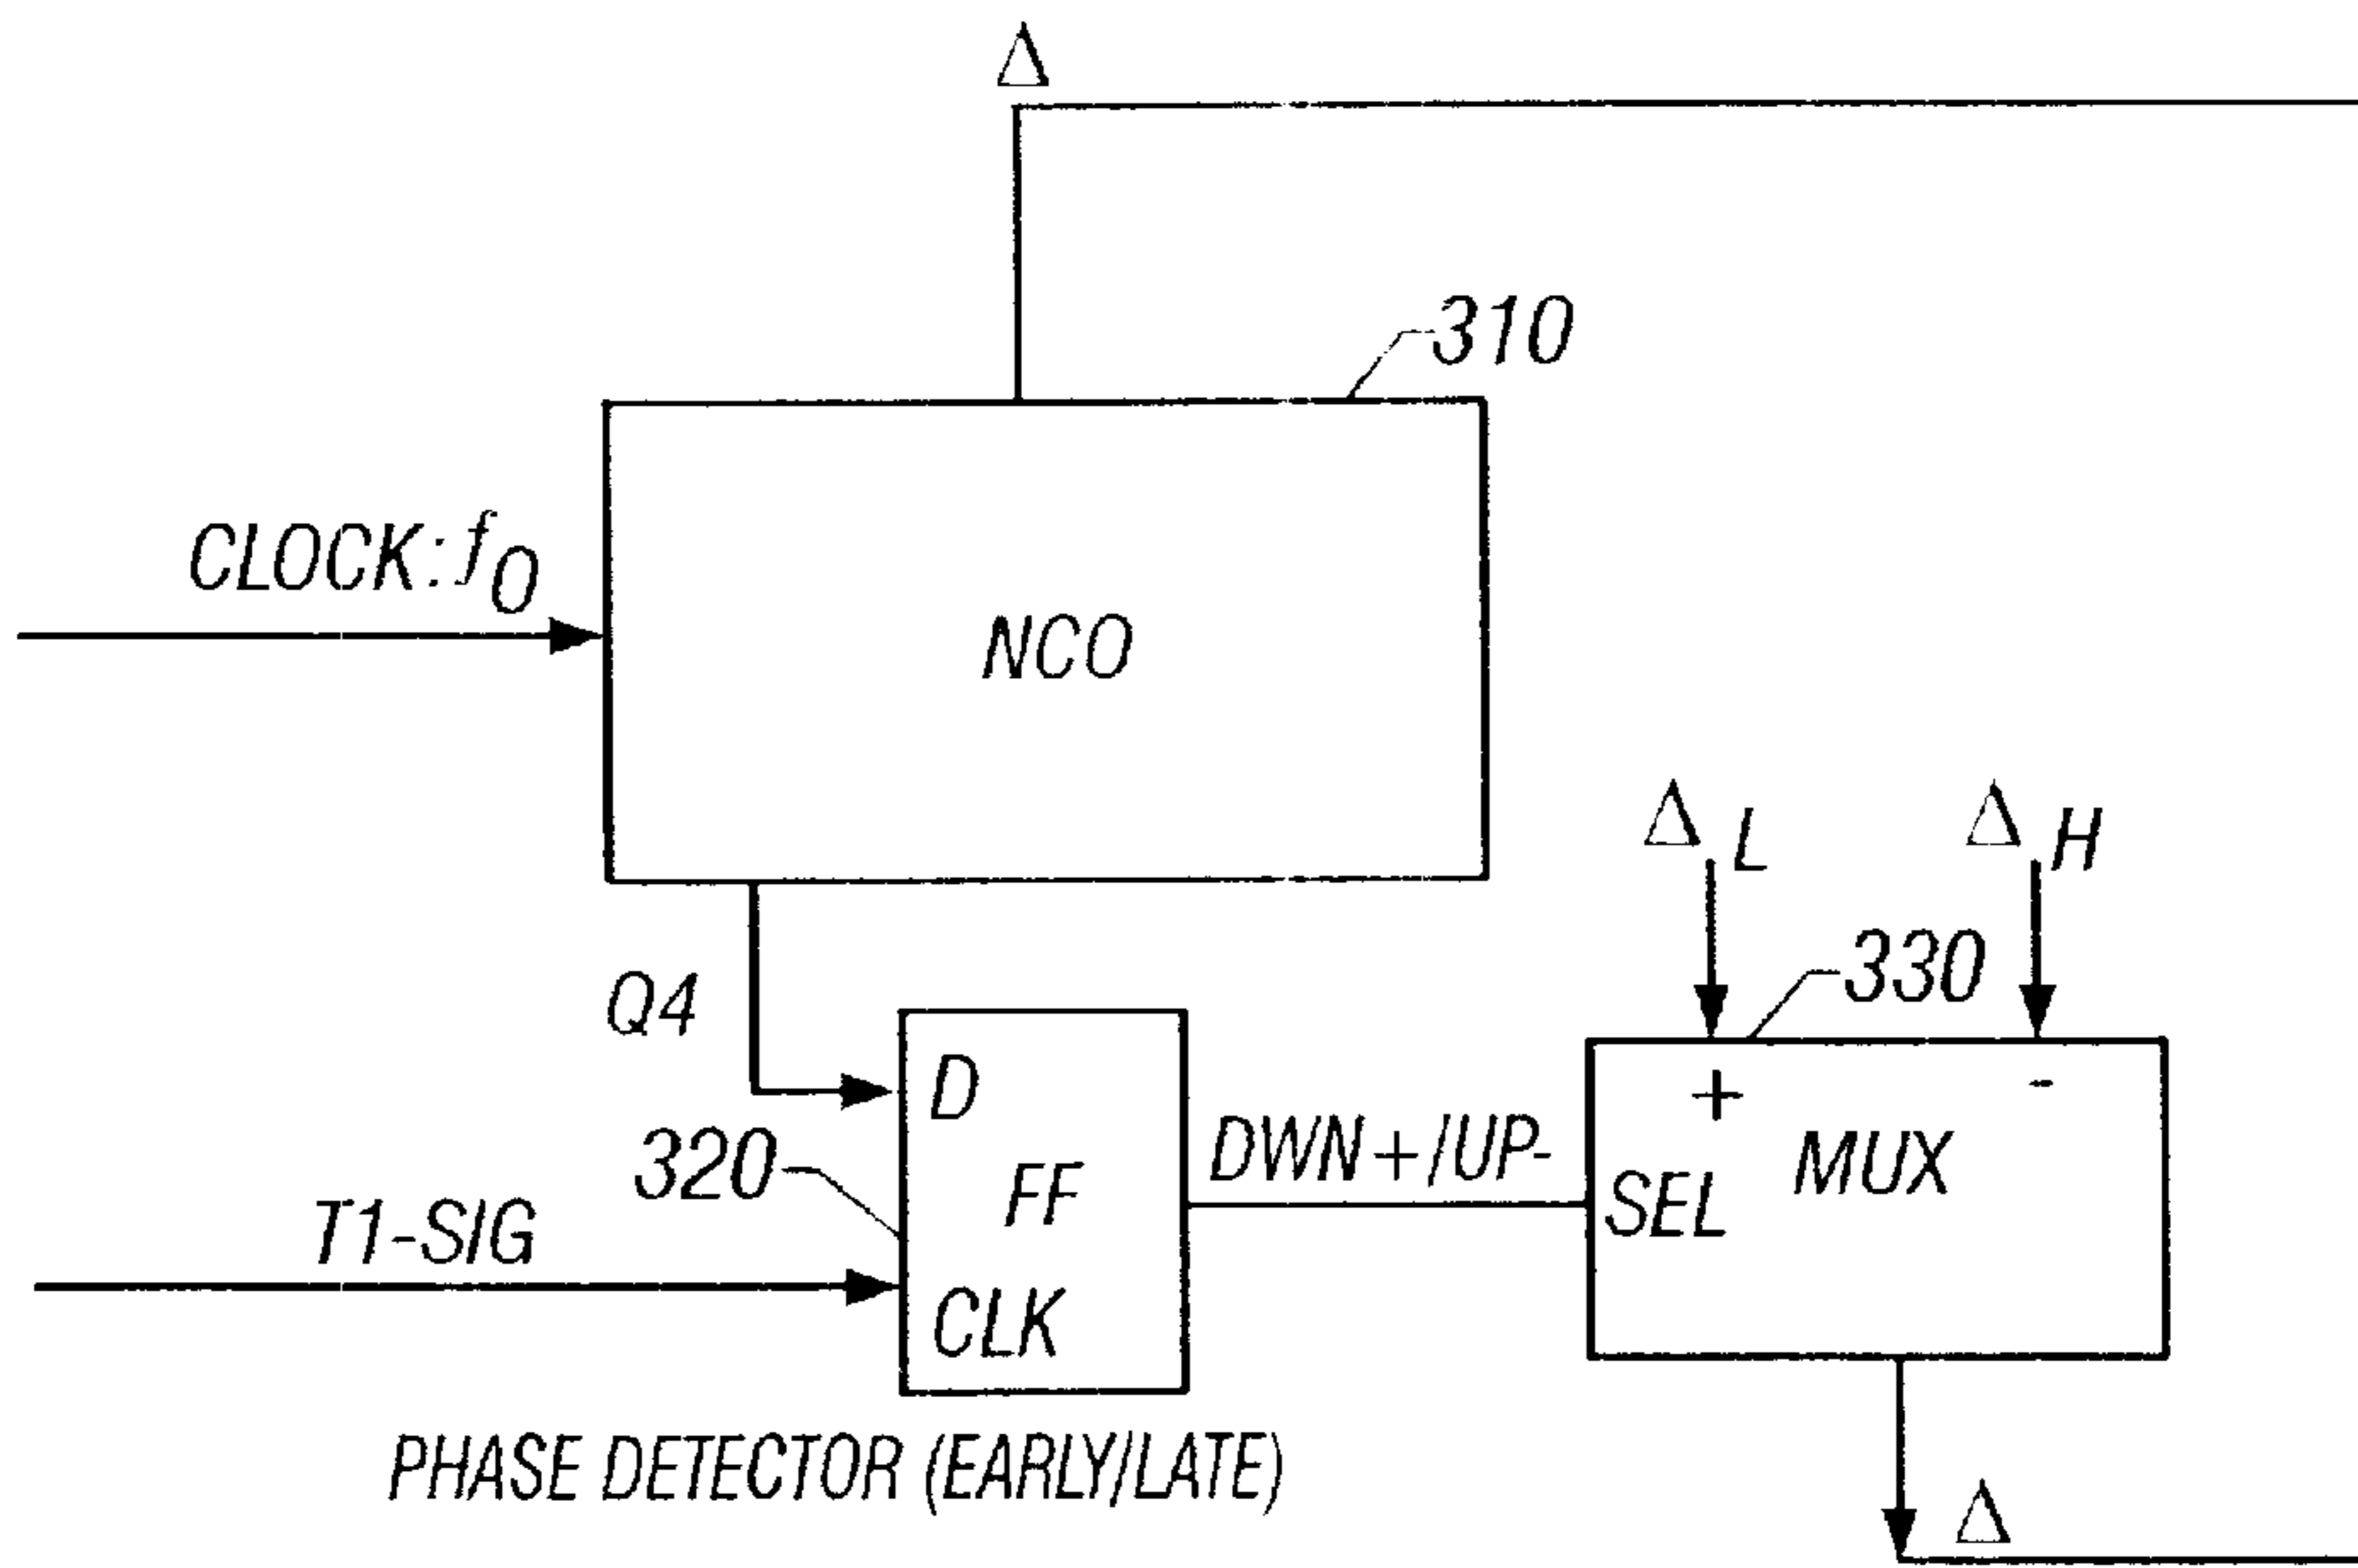 Δ
310
CLOCK: f0
NCO
ΔL
ΔH
Q4
330
D
+
-
320
FF
DWN+/UP-
MUX
SEL
T1-SIG
CLK
PHASE DETECTOR (EARLY/LATE)
Δ